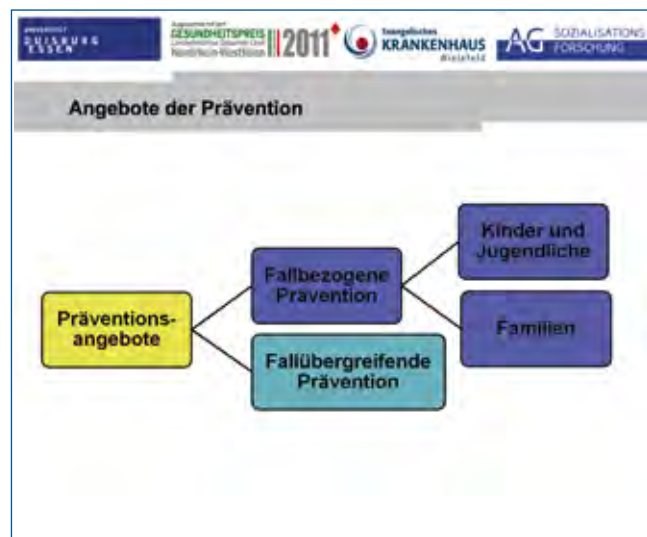 UNIVERSITÄT
DUISBURG
ESSEN
GESUNDHEITSPREIS
Nordrhein-Westfalen
2011
Evangelisches
KRANKENHAUS
Bielefeld
AG
SOZIALISATIONS
FORSCHUNG
Angebote der Prävention
Präventions-
angebote
Fallbezogene
Prävention
Fallübergreifende
Prävention
Kinder und
Jugendliche
Familien